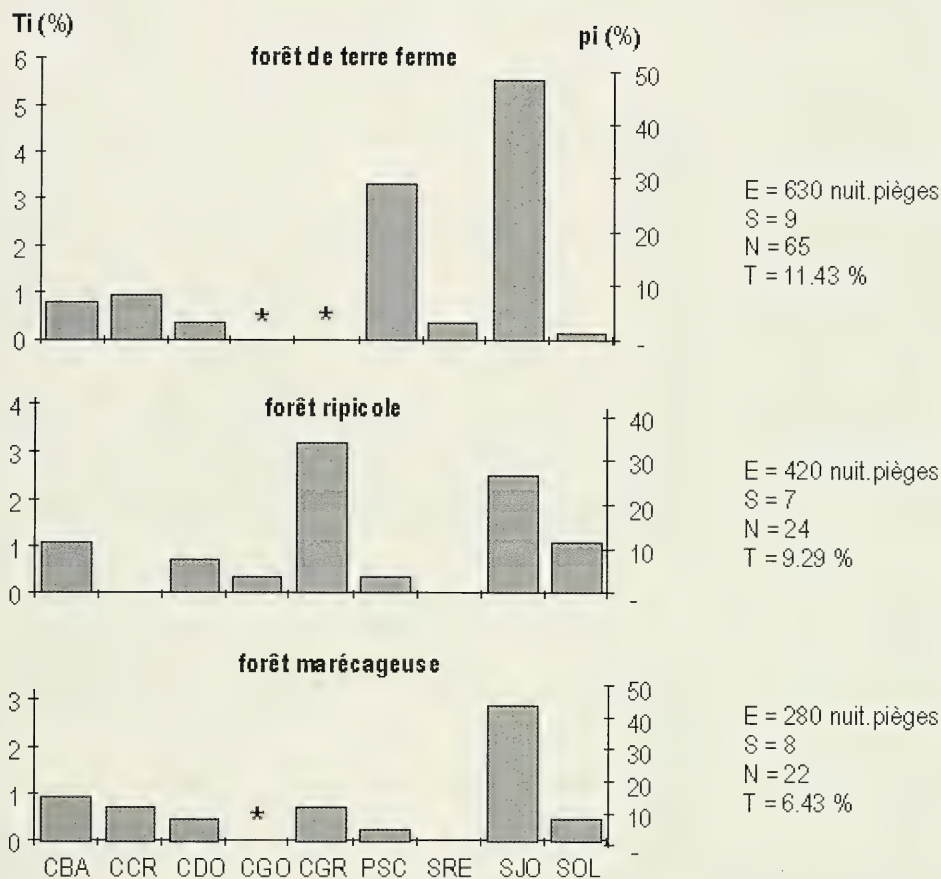 Ti (%)
pi (%)
forêt de terre ferme
6
5
4
3
2
1
0
* *
50
40
30
20
10
-
E = 630 nuit.pièges
S = 9
N = 65
T = 11.43 %
forêt ripicole
4
3
2
1
0
40
30
20
10
-
E = 420 nuit.pièges
S = 7
N = 24
T = 9.29 %
forêt marécageuse
3
2
1
0
*
50
40
30
20
10
-
E = 280 nuit.pièges
S = 8
N = 22
T = 6.43 %
CBA CCR CDO CGO CGR PSC SRE SJO SOL